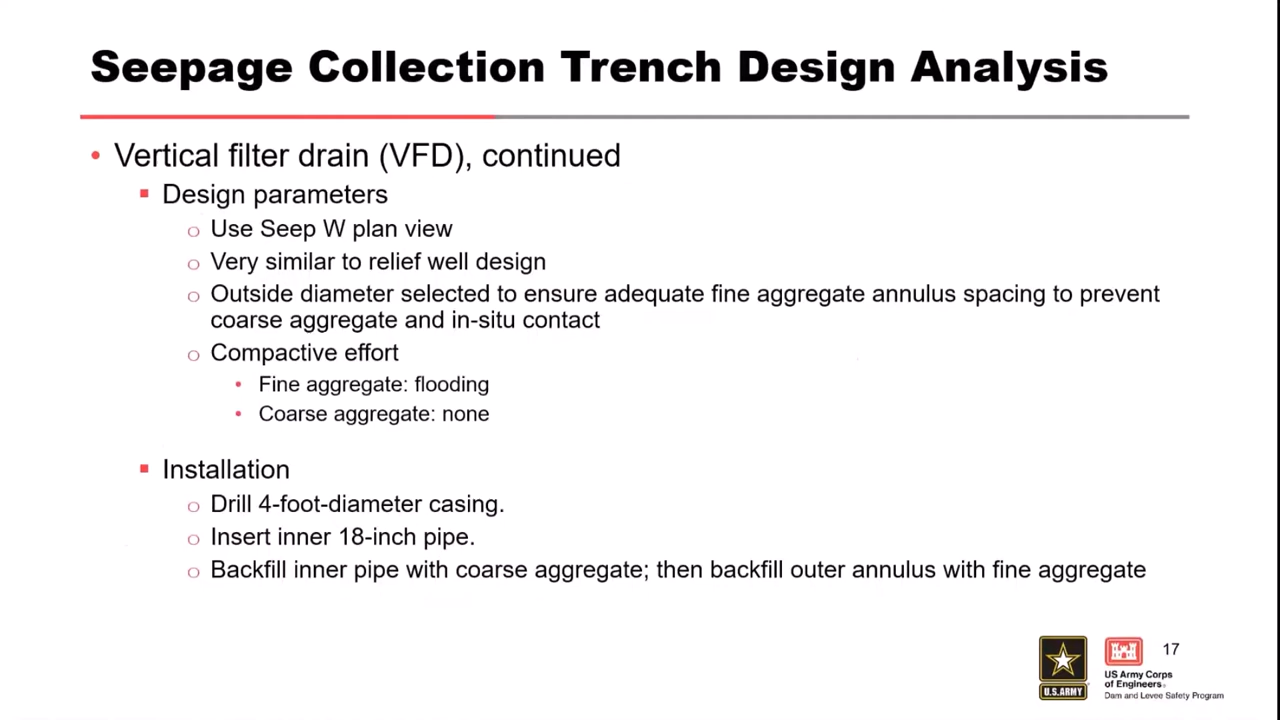 Seepage Collection Trench Design Analysis
• Vertical filter drain (VFD), continued
▪ Design parameters
o Use Seep W plan view
o Very similar to relief well design
o Outside diameter selected to ensure adequate fine aggregate annulus spacing to prevent
coarse aggregate and in-situ contact
o Compactive effort
• Fine aggregate: flooding
• Coarse aggregate: none
▪ Installation
o Drill 4-foot-diameter casing.
o Insert inner 18-inch pipe.
o Backfill inner pipe with coarse aggregate; then backfill outer annulus with fine aggregate
U.S.ARMY
US Army Corps
of Engineers®
Dam and Levee Safety Program
17